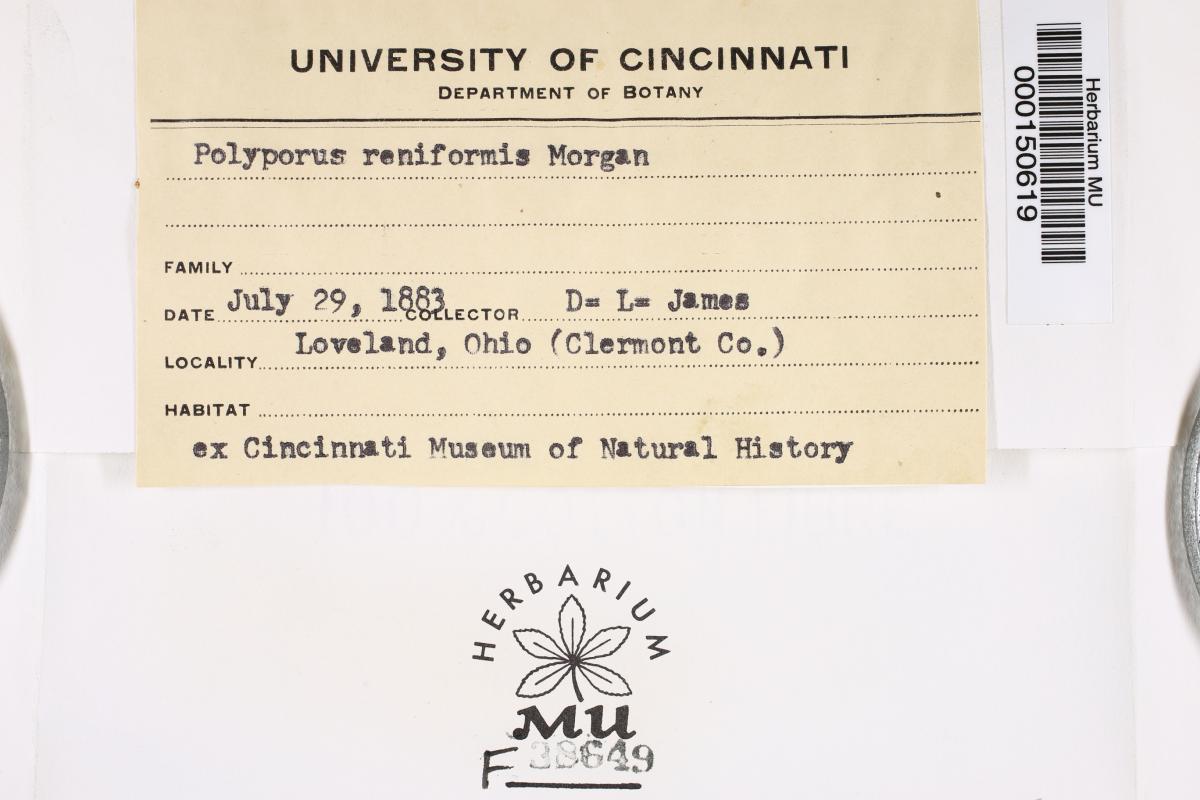 UNIVERSITY OF CINCINNATI
DEPARTMENT OF BOTANY
Polyporus reniformis Morgan
FAMILY
DATE July 29, 1883 COLLECTOR D= L= James
LOCALITY Loveland, Ohio (Clermont Co.)
HABITAT
ex Cincinnati Museum of Natural History
Herbarium MU
000150619
HERBARIUM
MU
F 38649